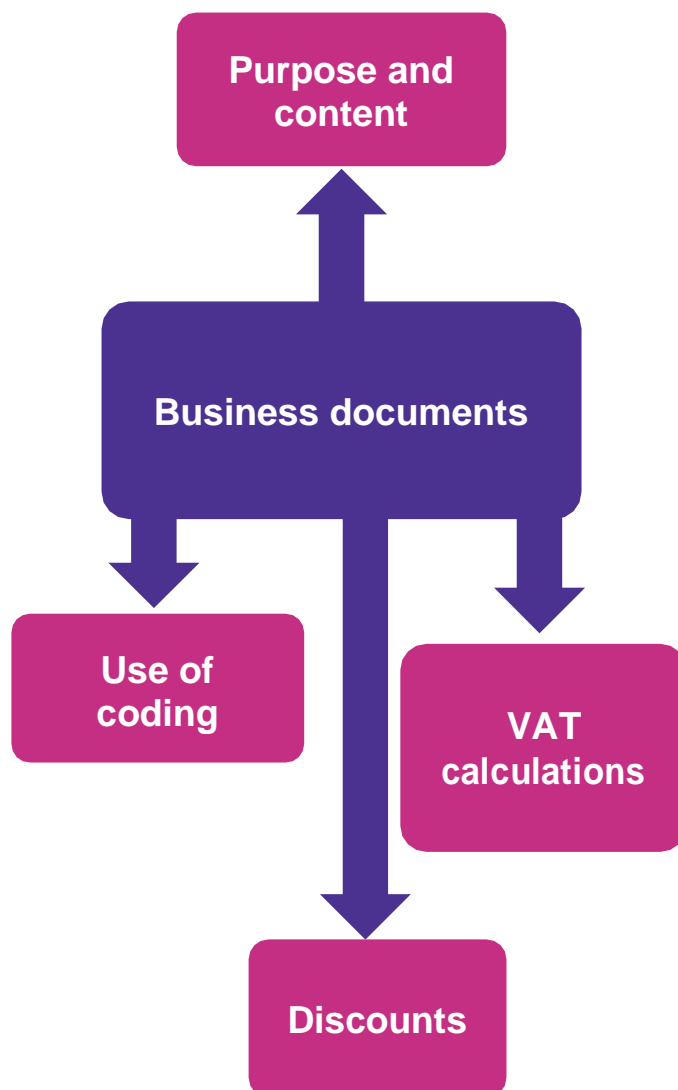 Purpose and
content
Business documents
Use of
coding
VAT
calculations
Discounts